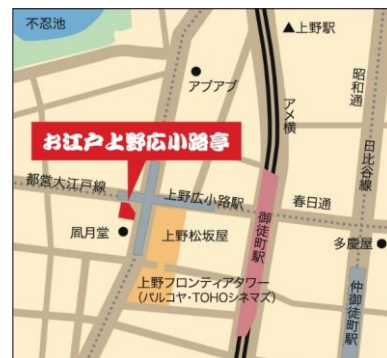 不忍池
▲上野駅
アブアブ
アメ横
昭和通
日比谷線
お江戸上野広小路亭
都営大江戸線
上野広小路駅
春日通
御徒町駅
凮月堂
上野松坂屋
多慶屋
上野フロンティアタワー
（パルコヤ・TOHOシネマズ）
仲御徒町駅